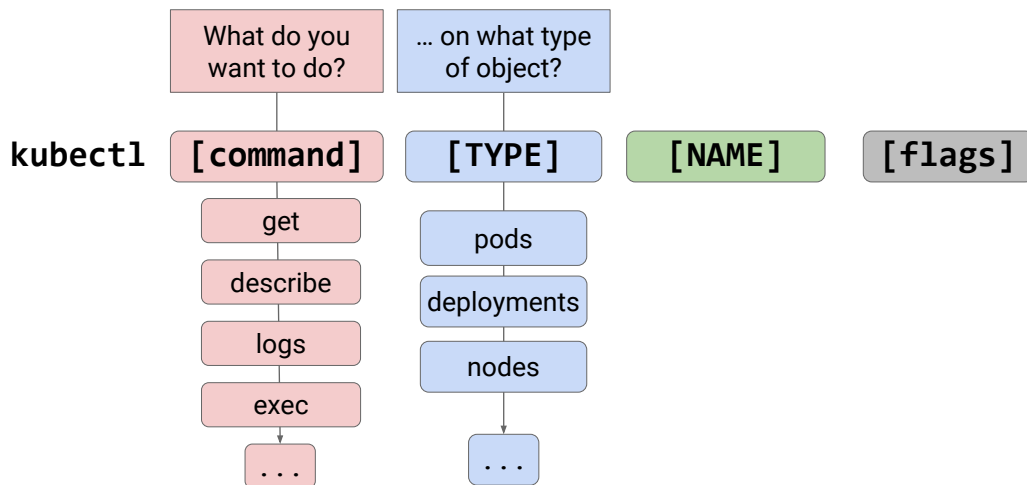 What do you
want to do?
… on what type
of object?
kubectl [command] [TYPE] [NAME] [flags]
get
describe
logs
exec
...
pods
deployments
nodes
...